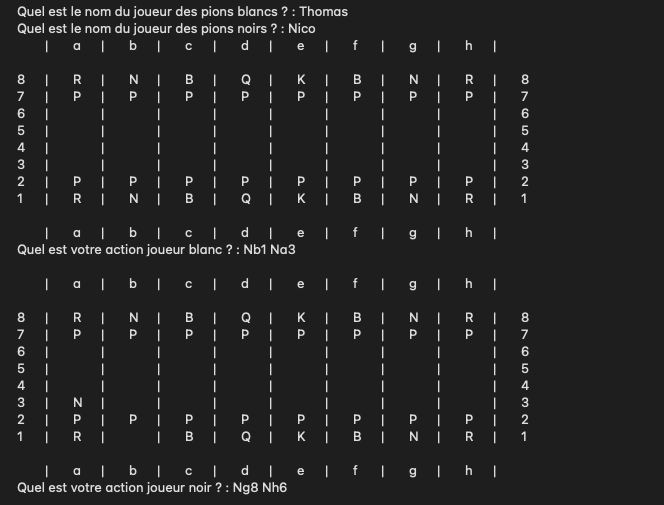 Quel est le nom du joueur des pions blancs ? : Thomas
Quel est le nom du joueur des pions noirs ? : Nico
| a | b | c | d | e | f | g | h |
8 | R | N | B | Q | K | B | N | R | 8
7 | P | P | P | P | P | P | P | P | 7
6 | | | | | | | | | 6
5 | | | | | | | | | 5
4 | | | | | | | | | 4
3 | | | | | | | | | 3
2 | P | P | P | P | P | P | P | P | 2
1 | R | N | B | Q | K | B | N | R | 1
| a | b | c | d | e | f | g | h |
Quel est votre action joueur blanc ? : Nb1 Na3
| a | b | c | d | e | f | g | h |
8 | R | N | B | Q | K | B | N | R | 8
7 | P | P | P | P | P | P | P | P | 7
6 | | | | | | | | | 6
5 | | | | | | | | | 5
4 | | | | | | | | | 4
3 | N | | | | | | | | 3
2 | P | P | P | P | P | P | P | P | 2
1 | R | | B | Q | K | B | N | R | 1
| a | b | c | d | e | f | g | h |
Quel est votre action joueur noir ? : Ng8 Nh6